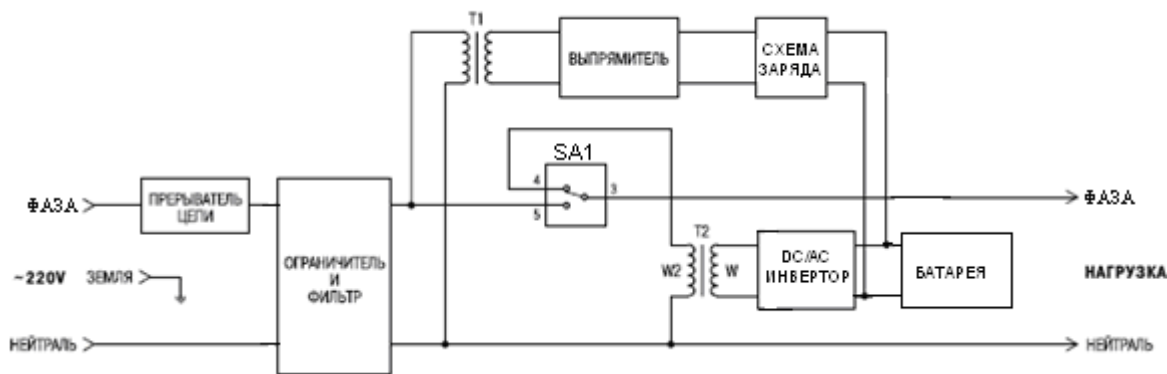 T1
ВЫПРЯМИТЕЛЬ
СХЕМА
ЗАРЯДА
SA1
4
3
5
ФАЗА
ПРЕРЫВАТЕЛЬ
ЦЕПИ
ФАЗА
ОГРАНИЧИТЕЛЬ
И
ФИЛЬТР
T2
W2
W
DC/AC
ИНВЕРТОР
БАТАРЕЯ
~220V
ЗЕМЛЯ
НАГРУЗКА
НЕЙТРАЛЬ
НЕЙТРАЛЬ